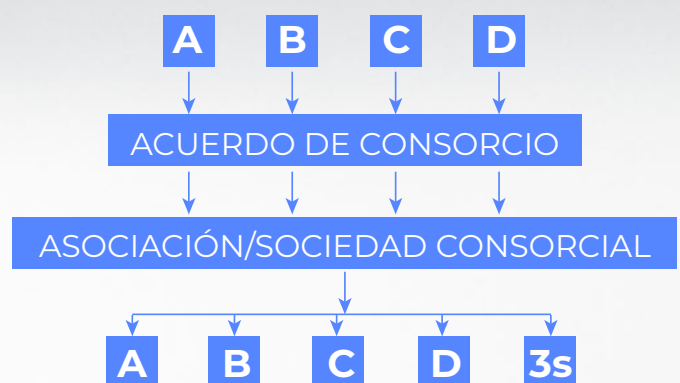 A B C D
ACUERDO DE CONSORCIO
ASOCIACIÓN/SOCIEDAD CONSORCIAL
A B C D 3s